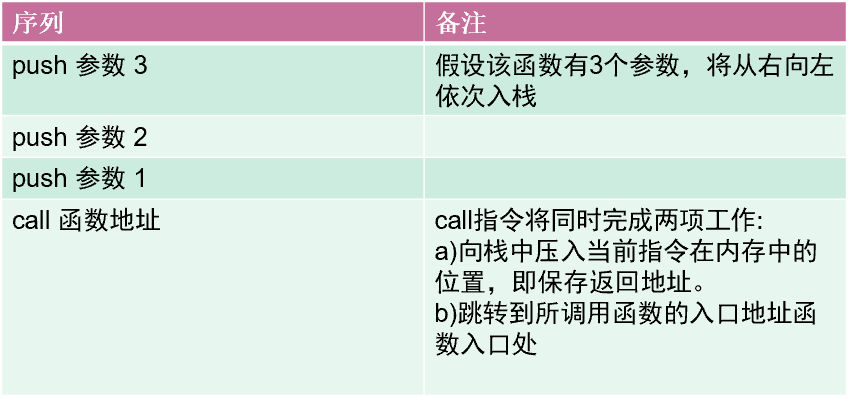 序列
备注
push 参数 3
假设该函数有3个参数，将从右向左
依次入栈
push 参数 2
push 参数 1
call 函数地址
call指令将同时完成两项工作:
a)向栈中压入当前指令在内存中的
位置，即保存返回地址。
b)跳转到所调用函数的入口地址函
数入口处